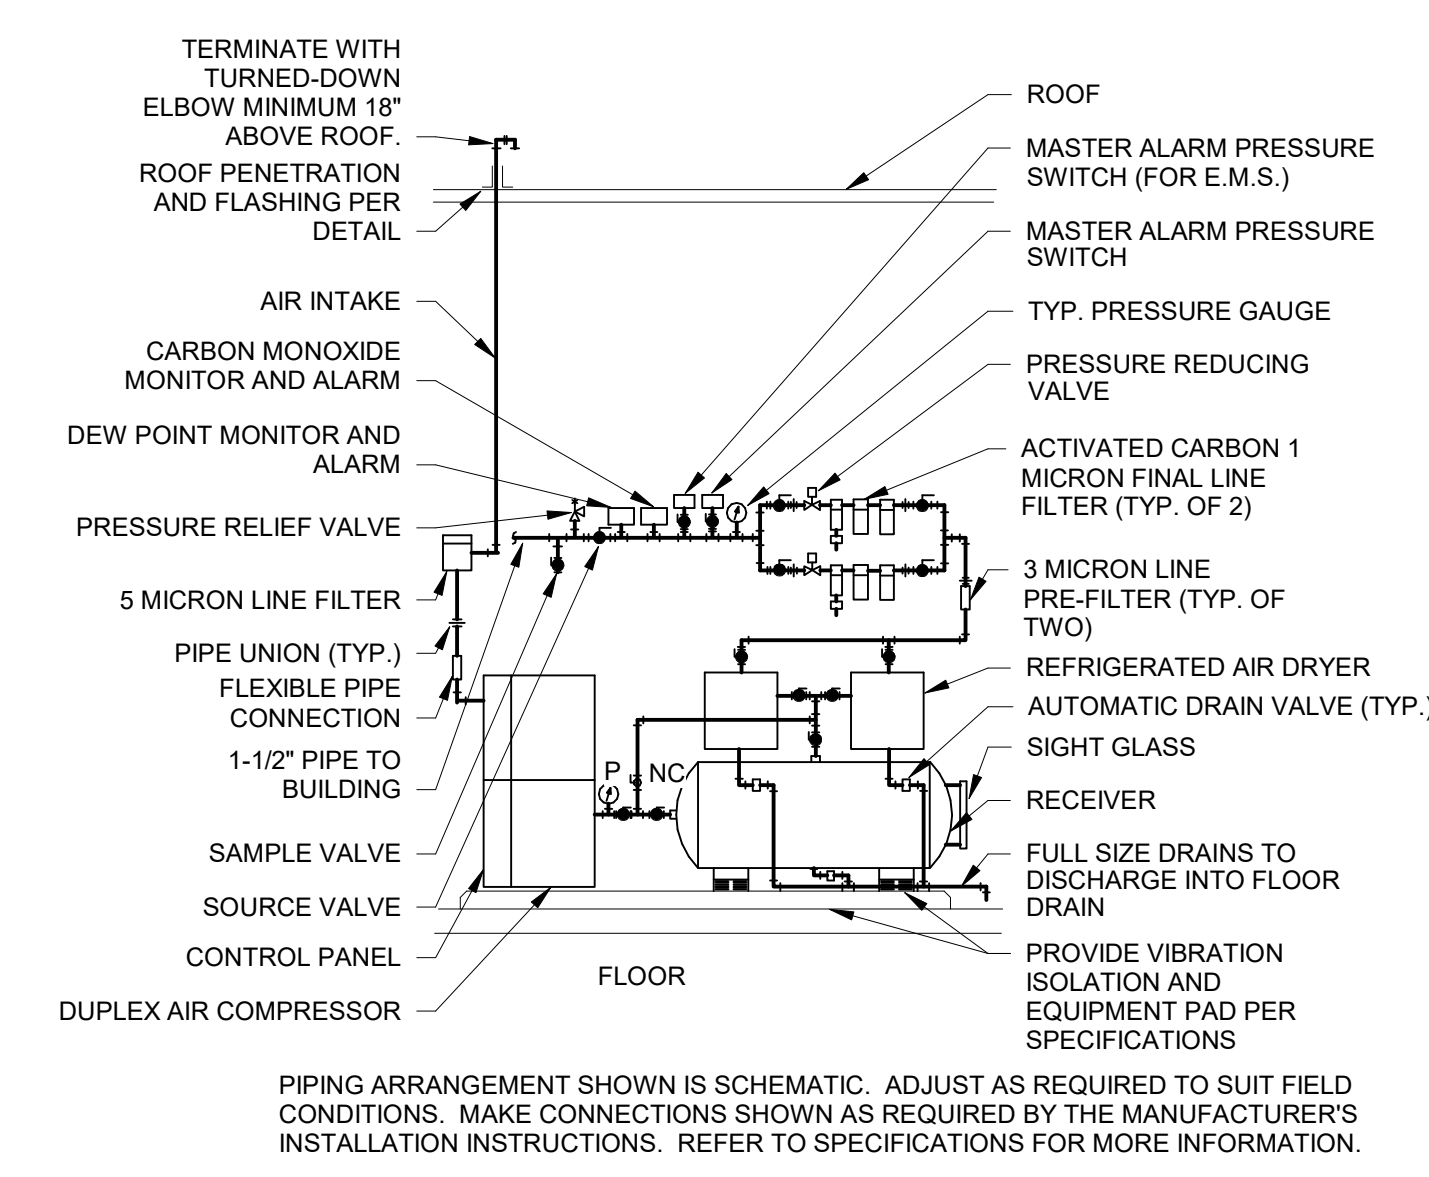 TERMINATE WITH
TURNED-DOWN
ELBOW MINIMUM 18"
ABOVE ROOF.
ROOF PENETRATION
AND FLASHING PER
DETAIL
AIR INTAKE
CARBON MONOXIDE
MONITOR AND ALARM
DEW POINT MONITOR AND
ALARM
PRESSURE RELIEF VALVE
5 MICRON LINE FILTER
PIPE UNION (TYP.)
FLEXIBLE PIPE
CONNECTION
1-1/2" PIPE TO
BUILDING
SAMPLE VALVE
SOURCE VALVE
CONTROL PANEL
DUPLEX AIR COMPRESSOR
P
NC
FLOOR
ROOF
MASTER ALARM PRESSURE
SWITCH (FOR E.M.S.)
MASTER ALARM PRESSURE
SWITCH
TYP. PRESSURE GAUGE
PRESSURE REDUCING
VALVE
ACTIVATED CARBON 1
MICRON FINAL LINE
FILTER (TYP. OF 2)
3 MICRON LINE
PRE-FILTER (TYP. OF
TWO)
REFRIGERATED AIR DRYER
AUTOMATIC DRAIN VALVE (TYP.)
SIGHT GLASS
RECEIVER
FULL SIZE DRAINS TO
DISCHARGE INTO FLOOR
DRAIN
PROVIDE VIBRATION
ISOLATION AND
EQUIPMENT PAD PER
SPECIFICATIONS
PIPING ARRANGEMENT SHOWN IS SCHEMATIC.  ADJUST AS REQUIRED TO SUIT FIELD
CONDITIONS.  MAKE CONNECTIONS SHOWN AS REQUIRED BY THE MANUFACTURER'S
INSTALLATION INSTRUCTIONS.  REFER TO SPECIFICATIONS FOR MORE INFORMATION.